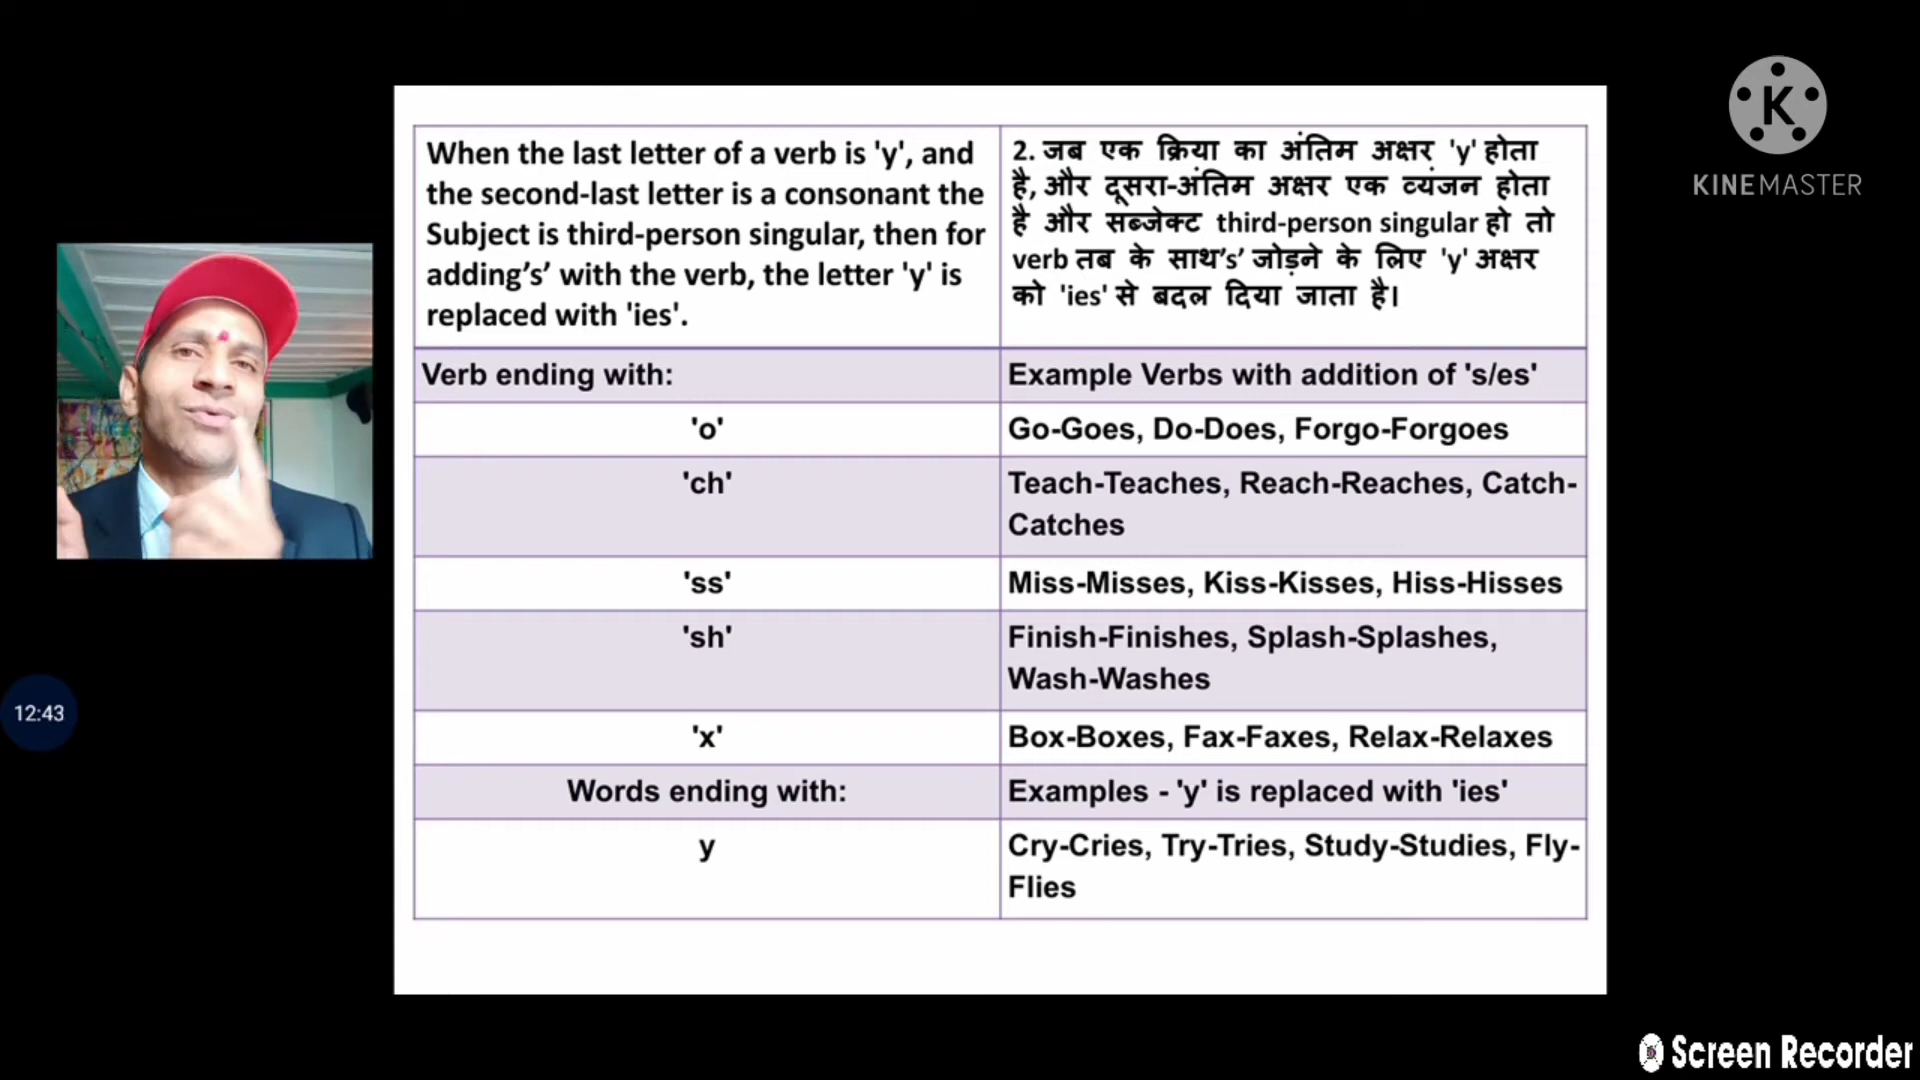 When the last letter of a verb is 'y', and
the second-last letter is a consonant the
Subject is third-person singular, then for
adding’s’ with the verb, the letter 'y' is
replaced with 'ies'.
2. जब एक क्रिया का अंतिम अक्षर 'y' होता
है, और दूसरा-अंतिम अक्षर एक व्यंजन होता
है और सब्जेक्ट third-person singular हो तो
verb तब के साथ’s’ जोड़ने के लिए 'y' अक्षर
को 'ies' से बदल दिया जाता है।
Verb ending with:
Example Verbs with addition of 's/es'
'o'
Go-Goes, Do-Does, Forgo-Forgoes
'ch'
Teach-Teaches, Reach-Reaches, Catch-
Catches
'ss'
Miss-Misses, Kiss-Kisses, Hiss-Hisses
'sh'
Finish-Finishes, Splash-Splashes,
Wash-Washes
'x'
Box-Boxes, Fax-Faxes, Relax-Relaxes
Words ending with:
Examples - 'y' is replaced with 'ies'
y
Cry-Cries, Try-Tries, Study-Studies, Fly-
Flies
K
KINEMASTER
12:43
Screen Recorder